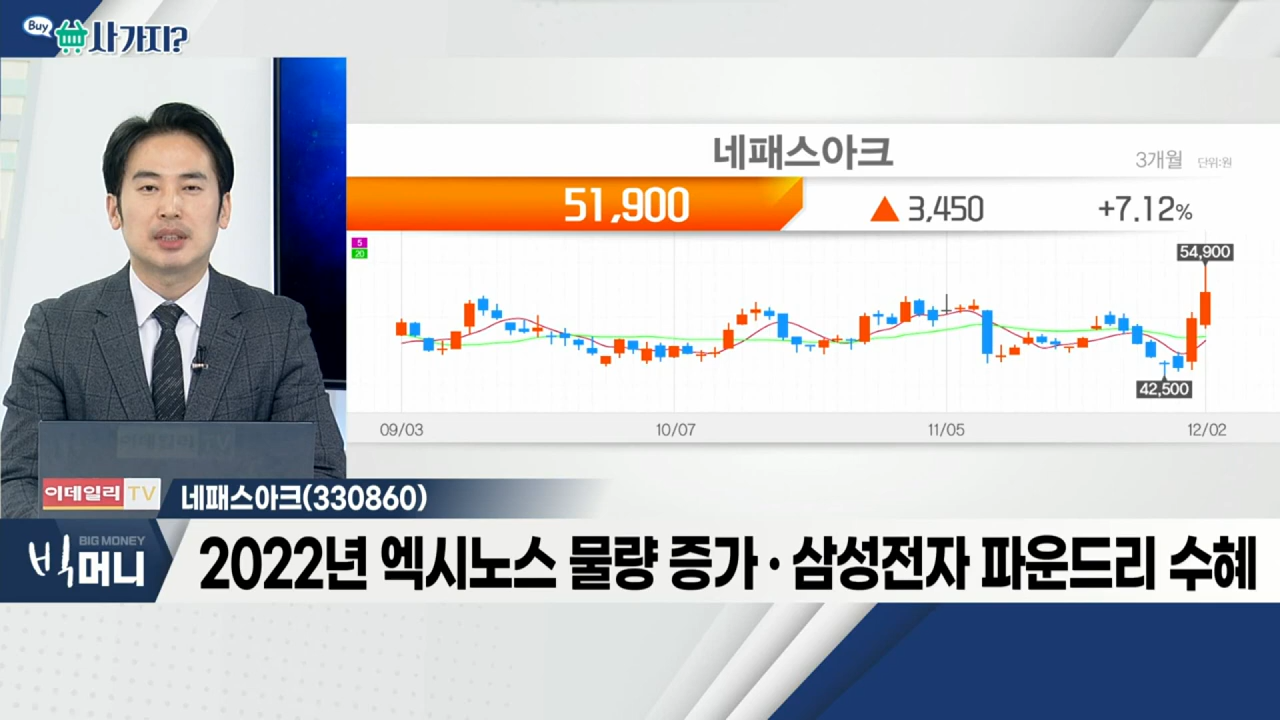 Buy 사가지?
네패스아크
3개월 단위:원
51,900 ▲ 3,450 +7.12%
5
20
54,900
42,500
09/03 10/07 11/05 12/02
이데일리 TV 네패스아크(330860)
BIG MONEY
빅머니
2022년 엑시노스 물량 증가·삼성전자 파운드리 수혜